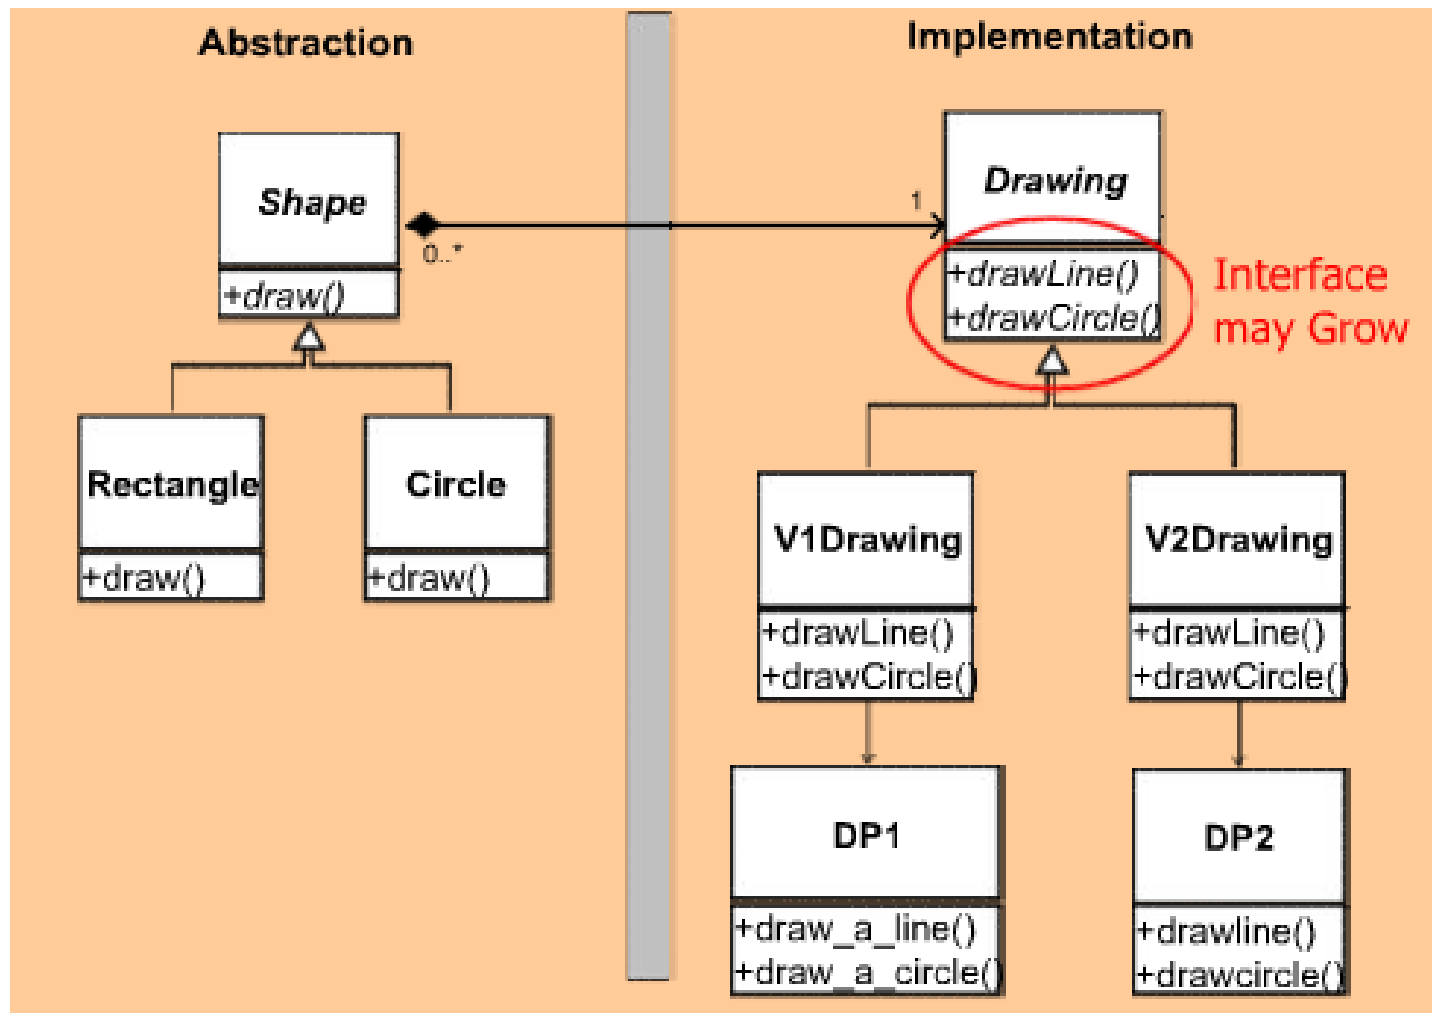 Abstraction
Implementation
Shape
+draw()
0..*
1
Drawing
+drawLine()
+drawCircle()
Interface
may Grow
Rectangle
+draw()
Circle
+draw()
V1Drawing
+drawLine()
+drawCircle()
V2Drawing
+drawLine()
+drawCircle()
DP1
+draw_a_line()
+draw_a_circle()
DP2
+drawline()
+drawcircle()